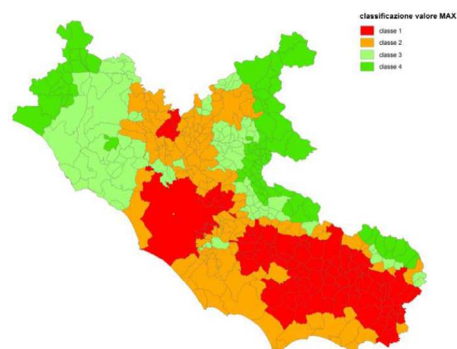 classificazione valore MAX
classe 1
classe 2
classe 3
classe 4